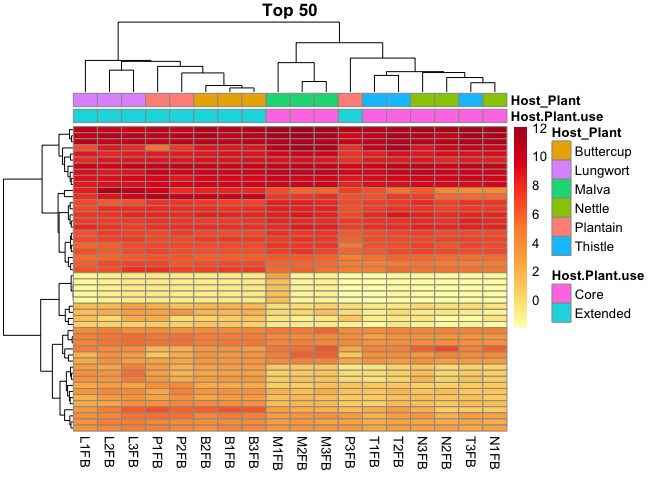 Top 50
Host_Plant
Host.Plant.use
12
10
8
6
4
2
0
Host_Plant
Buttercup
Lungwort
Malva
Nettle
Plantain
Thistle
Host.Plant.use
Core
Extended
L1FB
L2FB
L3FB
P1FB
P2FB
B2FB
B1FB
B3FB
M1FB
M2FB
M3FB
P3FB
T1FB
T2FB
N3FB
N2FB
T3FB
N1FB